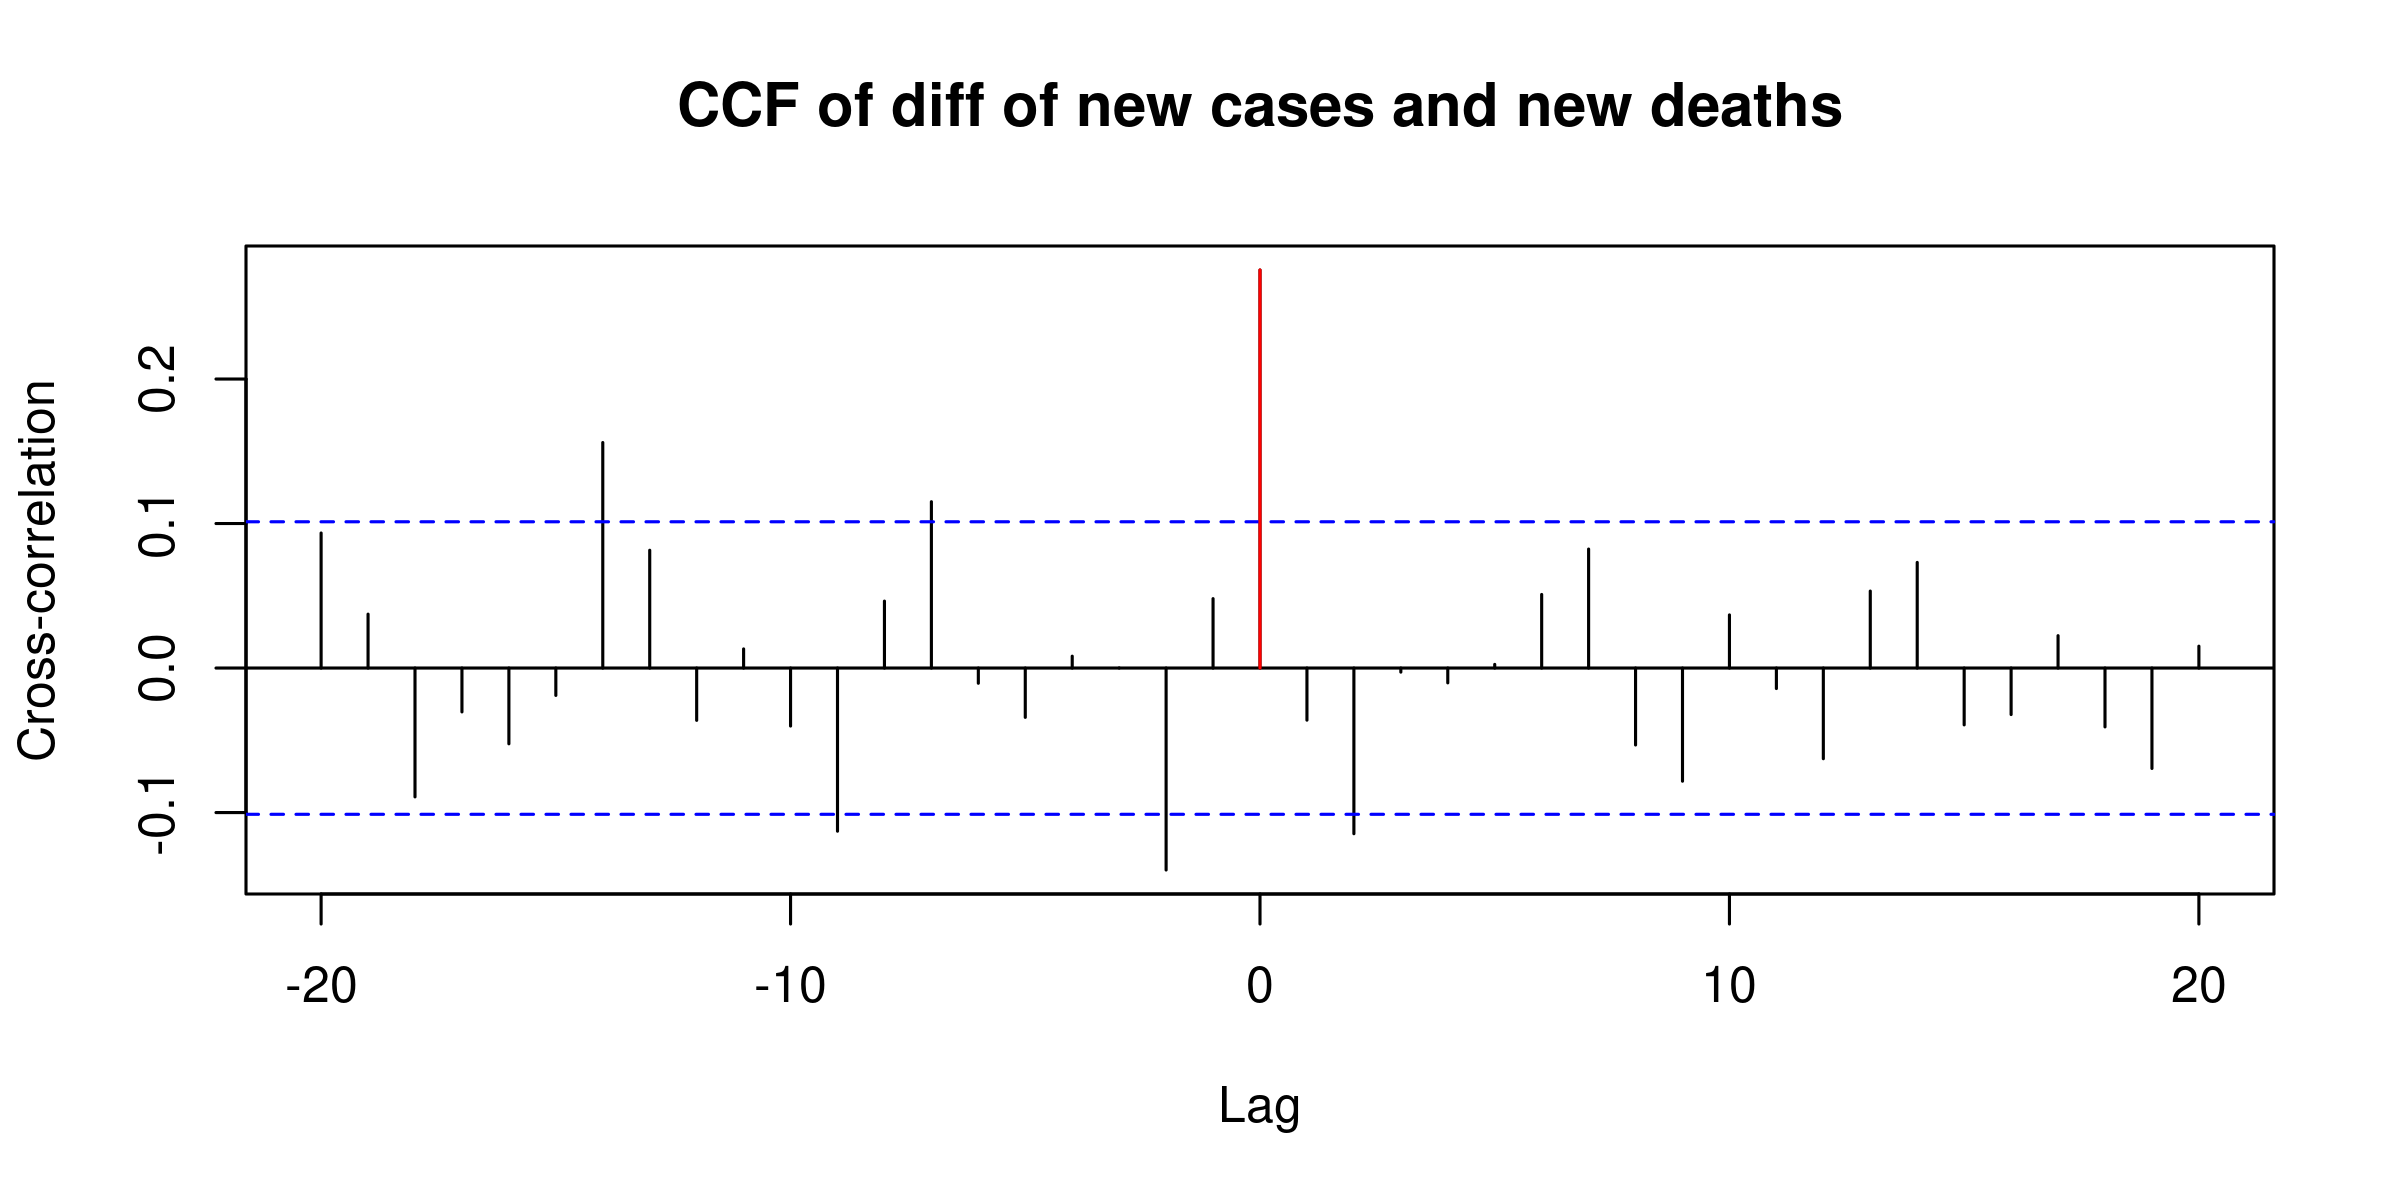 CCF of diff of new cases and new deaths
Cross-correlation
0.2
0.1
0.0
-0.1
-20 -10 0 10 20
Lag